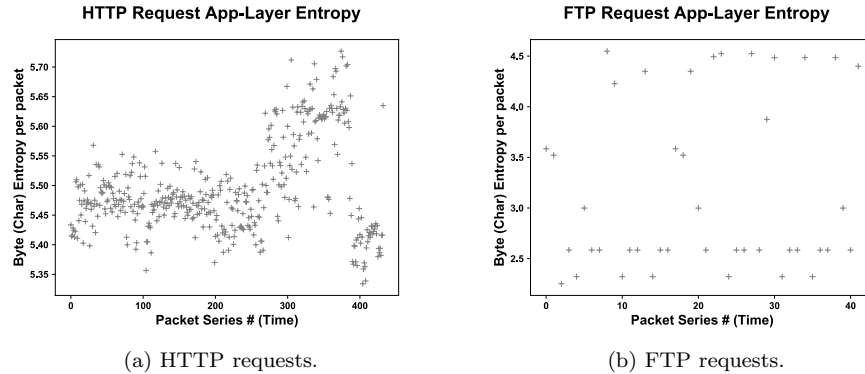 HTTP Request App-Layer Entropy
Byte (Char) Entropy per packet
5.70
5.65
5.60
5.55
5.50
5.45
5.40
5.35
0 100 200 300 400
Packet Series # (Time)
(a) HTTP requests.
FTP Request App-Layer Entropy
Byte (Char) Entropy per packet
4.5
4.0
3.5
3.0
2.5
0 20 30 40
Packet Series # (Time)
(b) FTP requests.